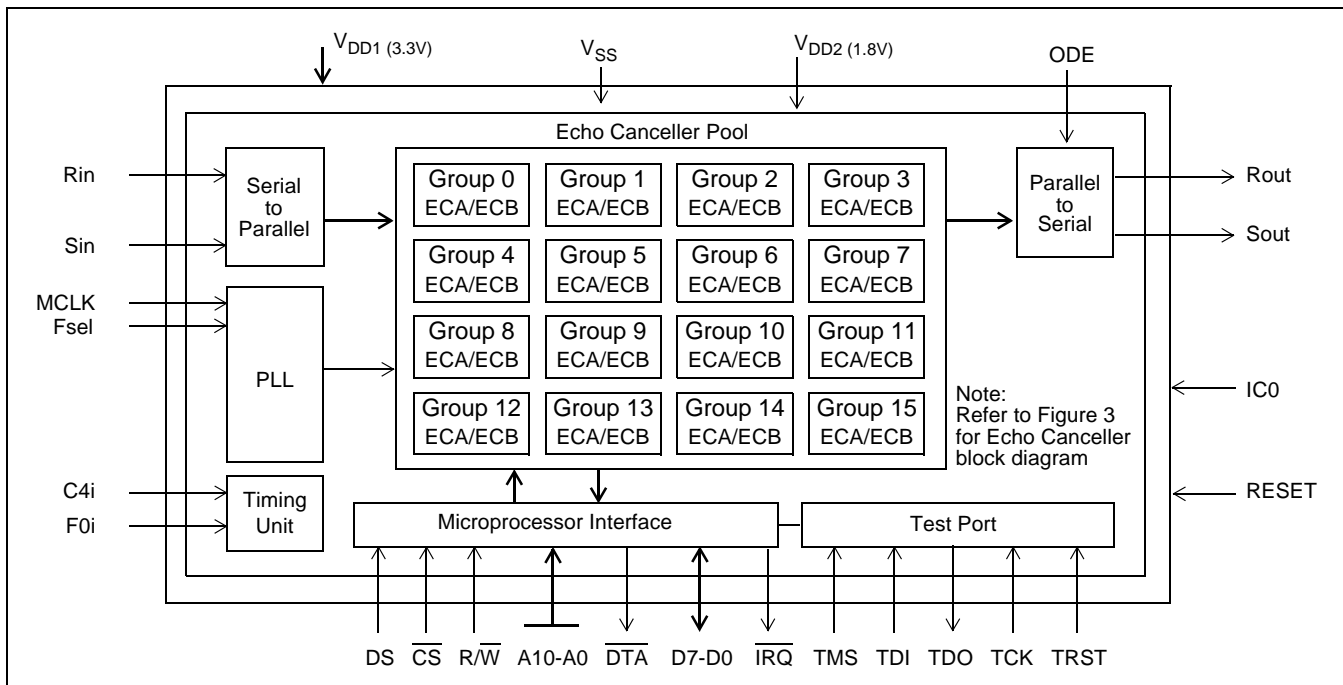 VDD1 (3.3V)
VSS
VDD2 (1.8V)
ODE
Echo Canceller Pool
Rin
Sin
MCLK
Fsel
C4i
F0i
Serial
to
Parallel
PLL
Timing
Unit
Group 0
ECA/ECB
Group 1
ECA/ECB
Group 2
ECA/ECB
Group 3
ECA/ECB
Group 4
ECA/ECB
Group 5
ECA/ECB
Group 6
ECA/ECB
Group 7
ECA/ECB
Group 8
ECA/ECB
Group 9
ECA/ECB
Group 10
ECA/ECB
Group 11
ECA/ECB
Group 12
ECA/ECB
Group 13
ECA/ECB
Group 14
ECA/ECB
Group 15
ECA/ECB
Parallel
to
Serial
Rout
Sout
Note:
Refer to Figure 3
for Echo Canceller
block diagram
IC0
RESET
Microprocessor Interface
Test Port
DS
C̅S̅
R/W̅
A10-A0
D̅T̅A̅
D7-D0
I̅R̅Q̅
TMS
TDI
TDO
TCK
TRST